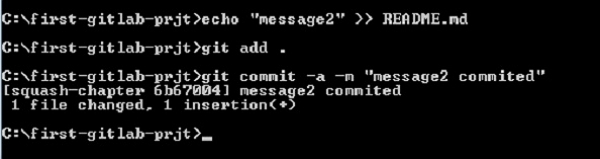 C:\first-gitlab-prjt>echo "message2" >> README.md
C:\first-gitlab-prjt>git add .
C:\first-gitlab-prjt>git commit -a -m "message2 commited"
[squash-chapter 6b67004] message2 commited
1 file changed, 1 insertion(+)
C:\first-gitlab-prjt>_